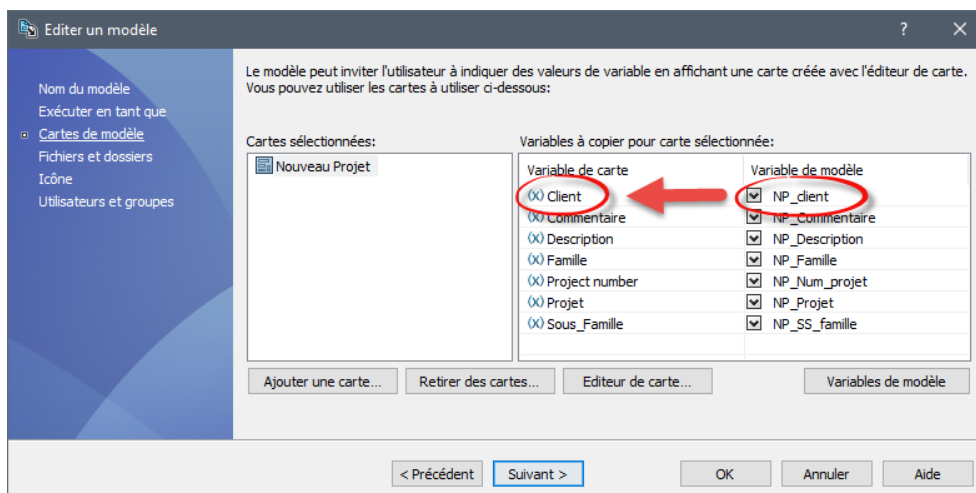 Editer un modèle
Nom du modèle
Exécuter en tant que
Cartes de modèle
Fichiers et dossiers
Icône
Utilisateurs et groupes
Le modèle peut inviter l'utilisateur à indiquer des valeurs de variable en affichant une carte créée avec l'éditeur de carte.
Vous pouvez utiliser les cartes à utiliser ci-dessous:
Cartes sélectionnées:
Nouveau Projet
Variables à copier pour carte sélectionnée:
Variable de carte Variable de modèle
(x) Client NP_client
(x) Commentaire NP_Commentaire
(x) Description NP_Description
(x) Famille NP_Famille
(x) Project number NP_Num_projet
(x) Projet NP_Projet
(x) Sous_Famille NP_SS_famille
Ajouter une carte... Retirer des cartes... Editeur de carte... Variables de modèle
< Précédent Suivant > OK Annuler Aide